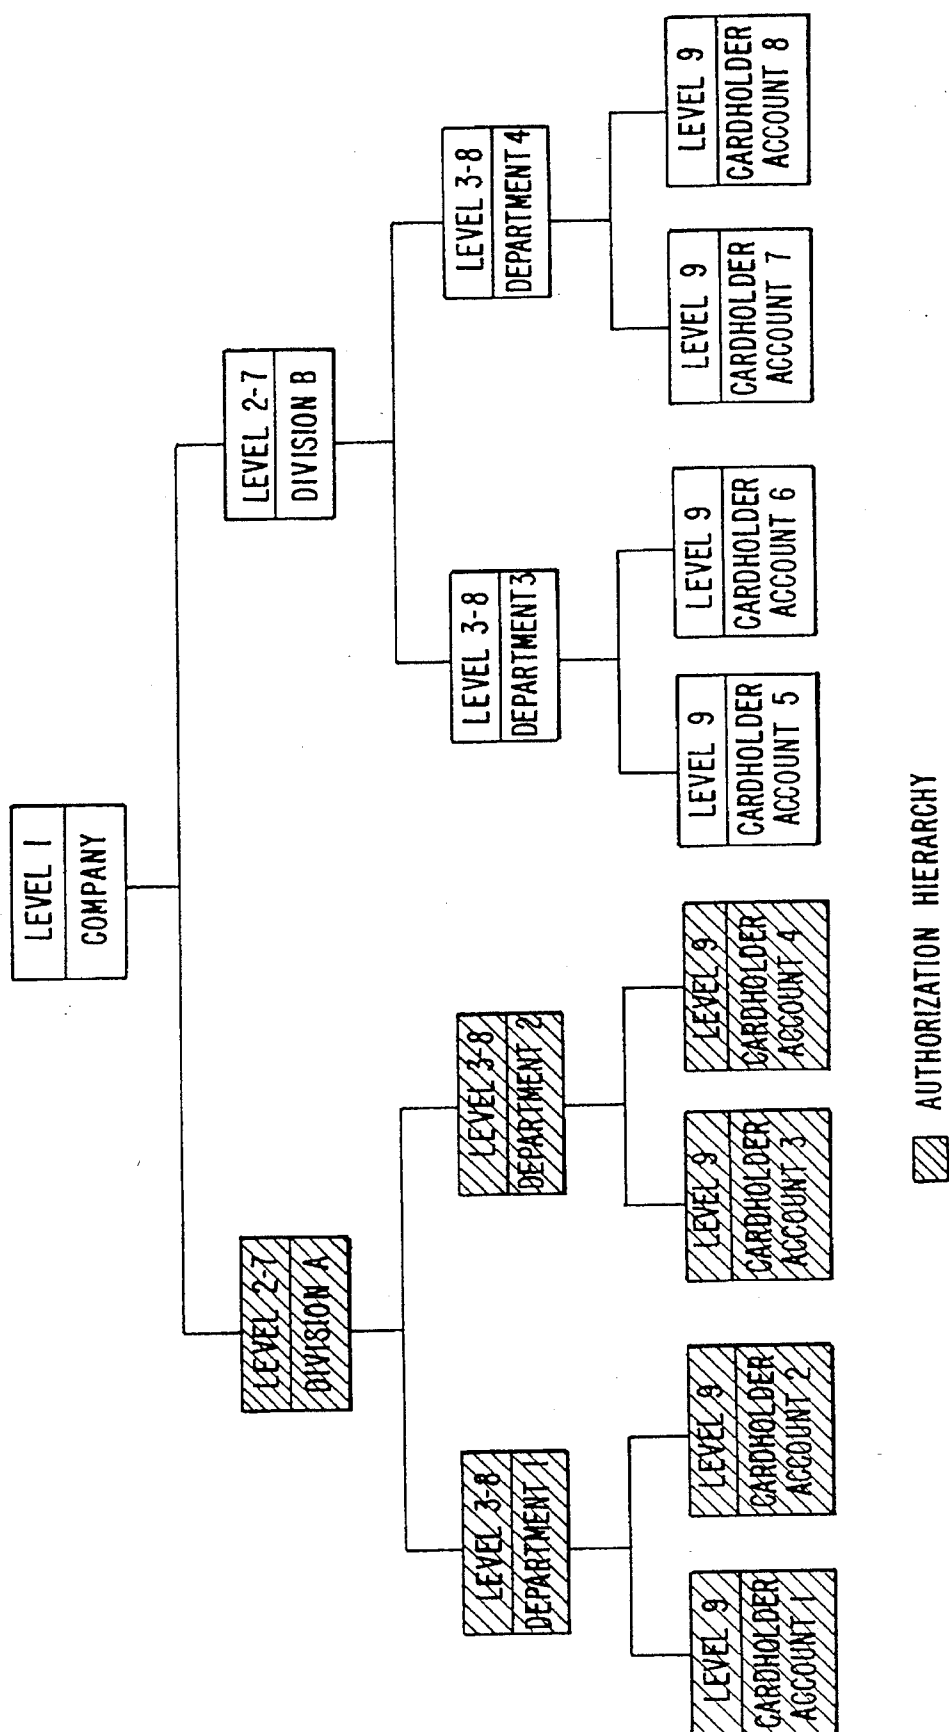 LEVEL 1
COMPANY
LEVEL 2-7
DIVISION A
LEVEL 2-7
DIVISION B
LEVEL 3-8
DEPARTMENT 1
LEVEL 3-8
DEPARTMENT 2
LEVEL 3-8
DEPARTMENT 3
LEVEL 3-8
DEPARTMENT 4
LEVEL 9
CARDHOLDER
ACCOUNT 1
LEVEL 9
CARDHOLDER
ACCOUNT 2
LEVEL 9
CARDHOLDER
ACCOUNT 3
LEVEL 9
CARDHOLDER
ACCOUNT 4
LEVEL 9
CARDHOLDER
ACCOUNT 5
LEVEL 9
CARDHOLDER
ACCOUNT 6
LEVEL 9
CARDHOLDER
ACCOUNT 7
LEVEL 9
CARDHOLDER
ACCOUNT 8
AUTHORIZATION HIERARCHY